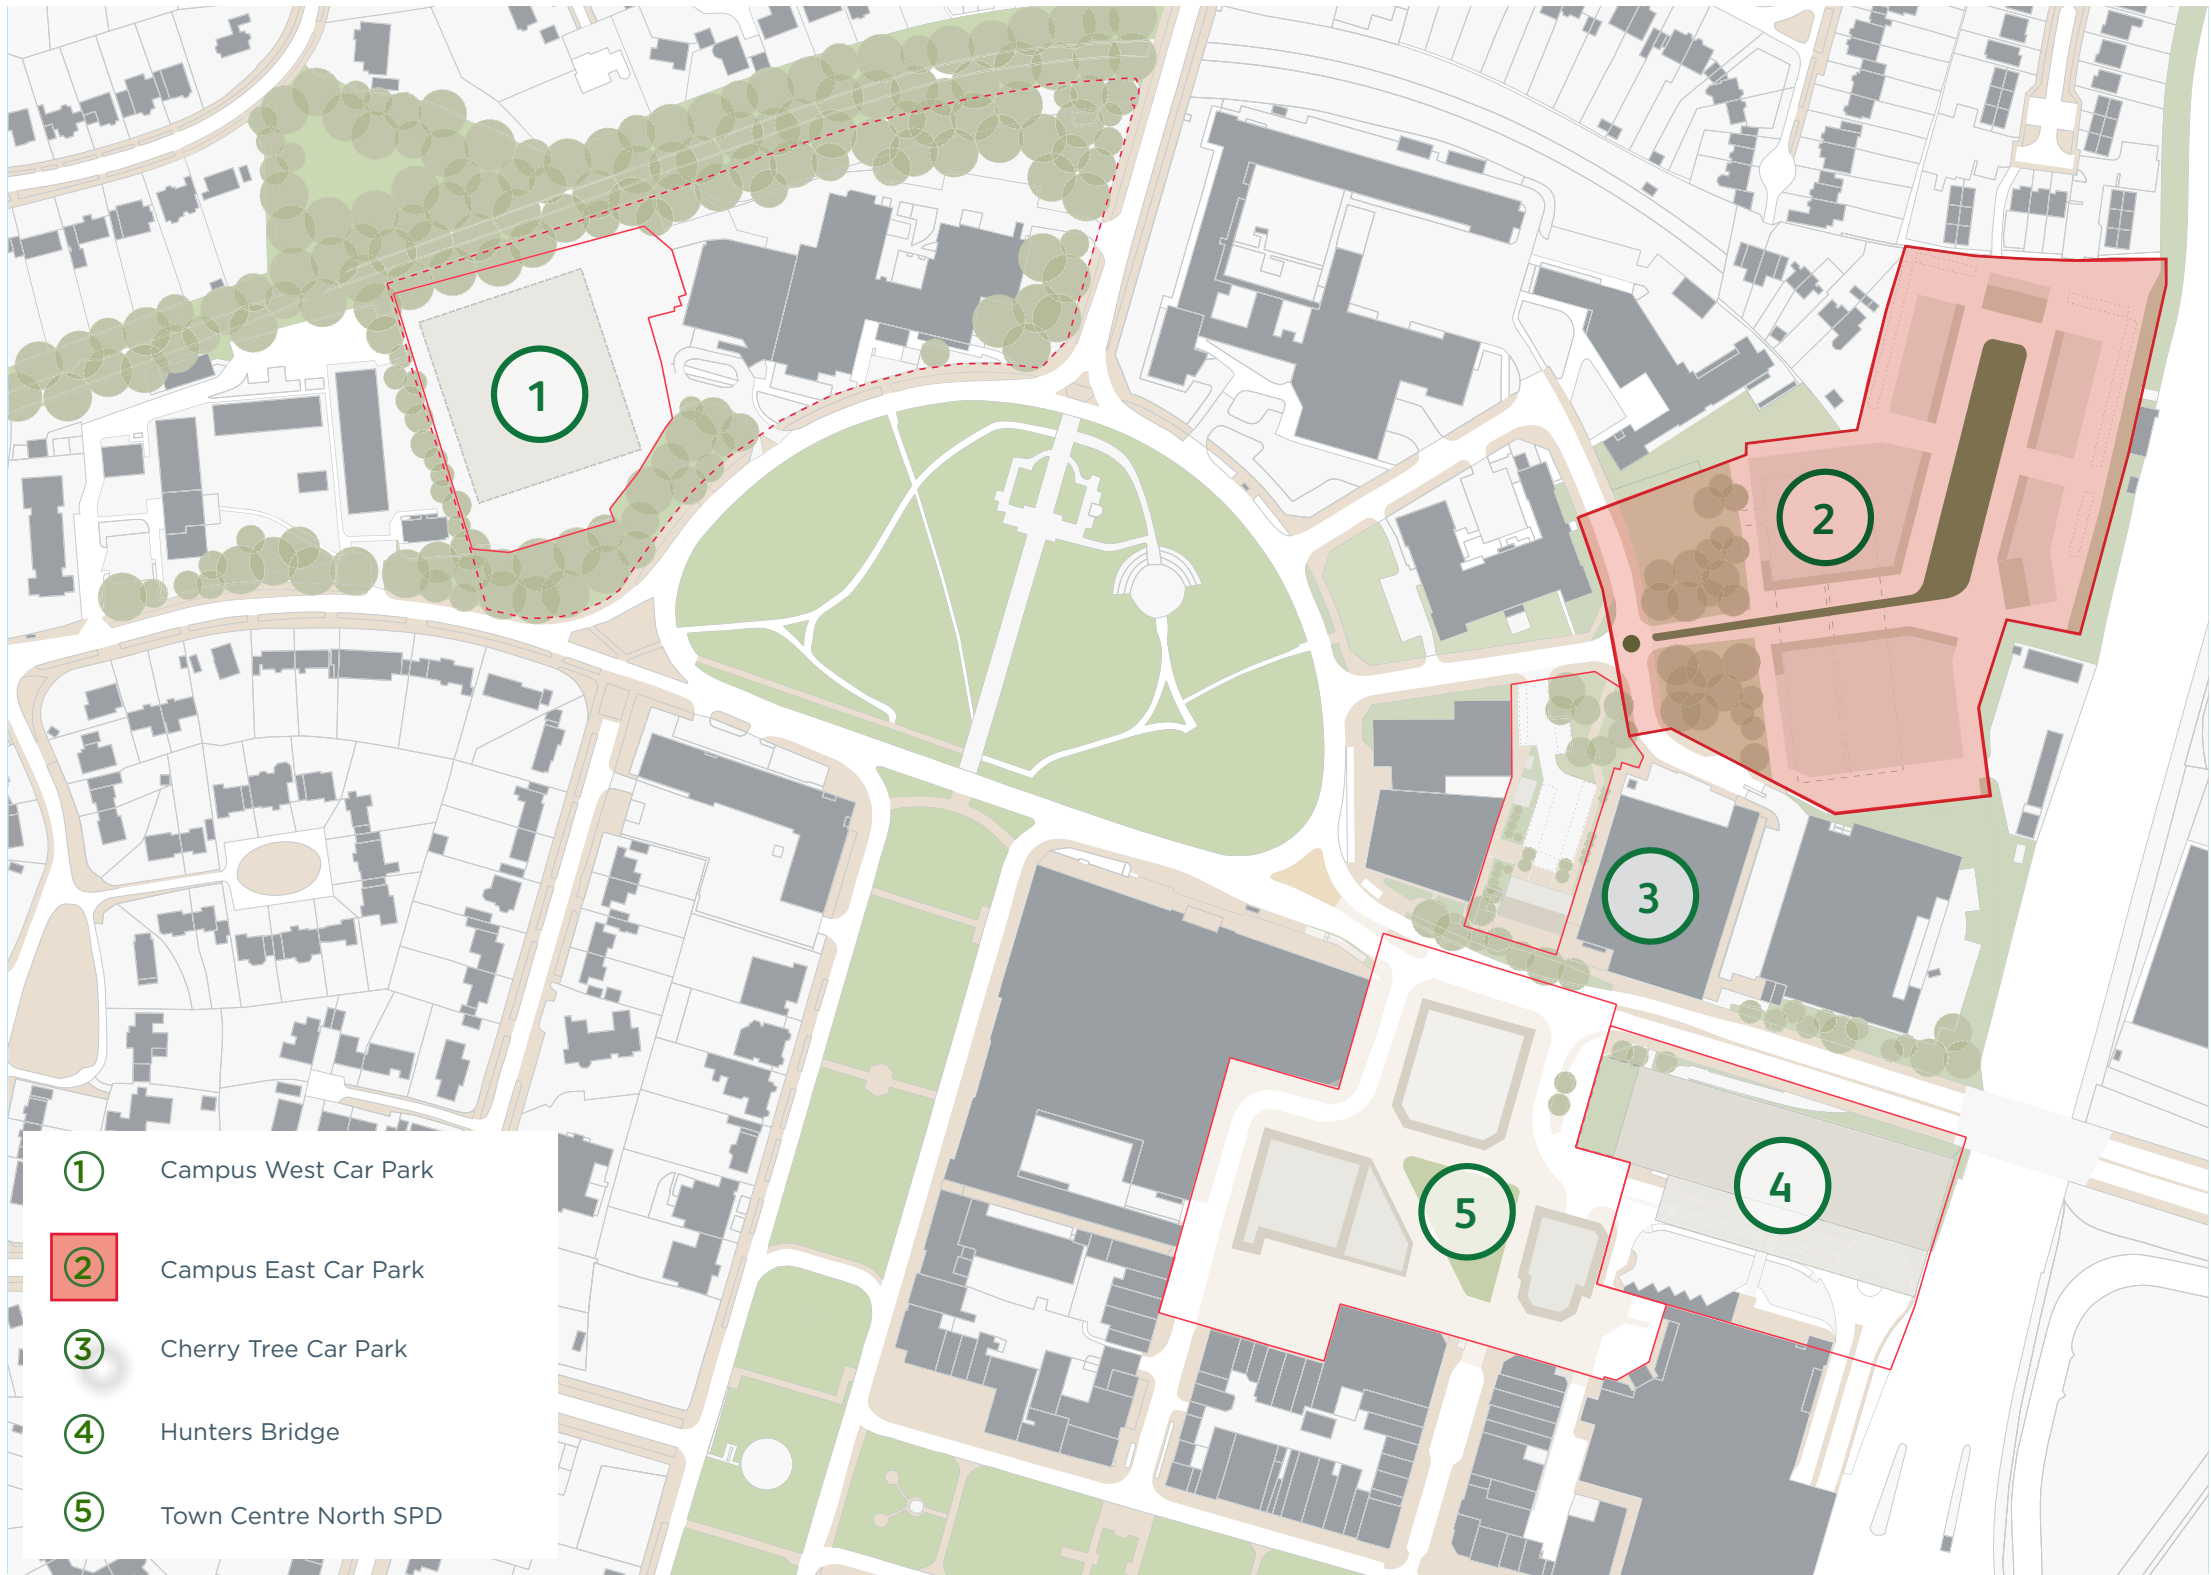 1
2
3
4
5
1 Campus West Car Park
2 Campus East Car Park
3 Cherry Tree Car Park
4 Hunters Bridge
5 Town Centre North SPD